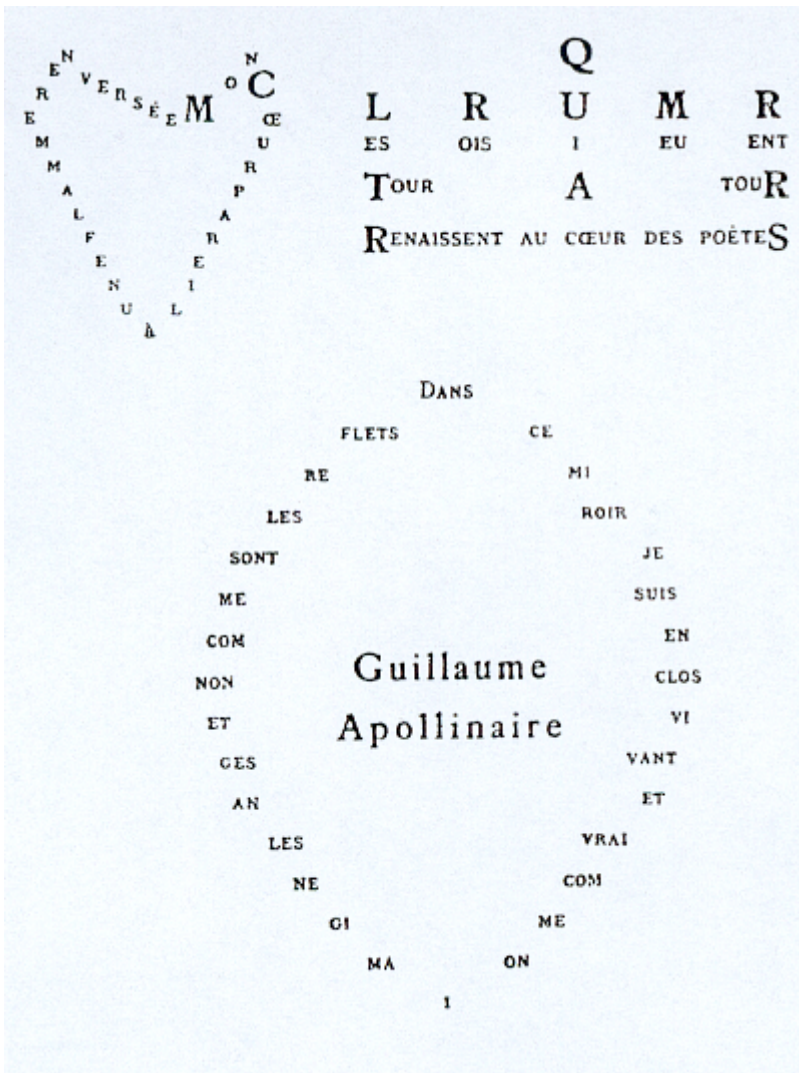 MON CŒUR PAREIL À UNE FLAMME RENVERSÉE
LES ROIS QUI MEURENT
TOUR A TOUR
RENAISSENT AU CŒUR DES POÈTES
DANS CE MIROIR JE SUIS ENCLOS VIVANT ET VRAI COMME ON IMAGINE LES ANGES ET NON COMME SONT LES REFLETS
Guillaume
Apollinaire